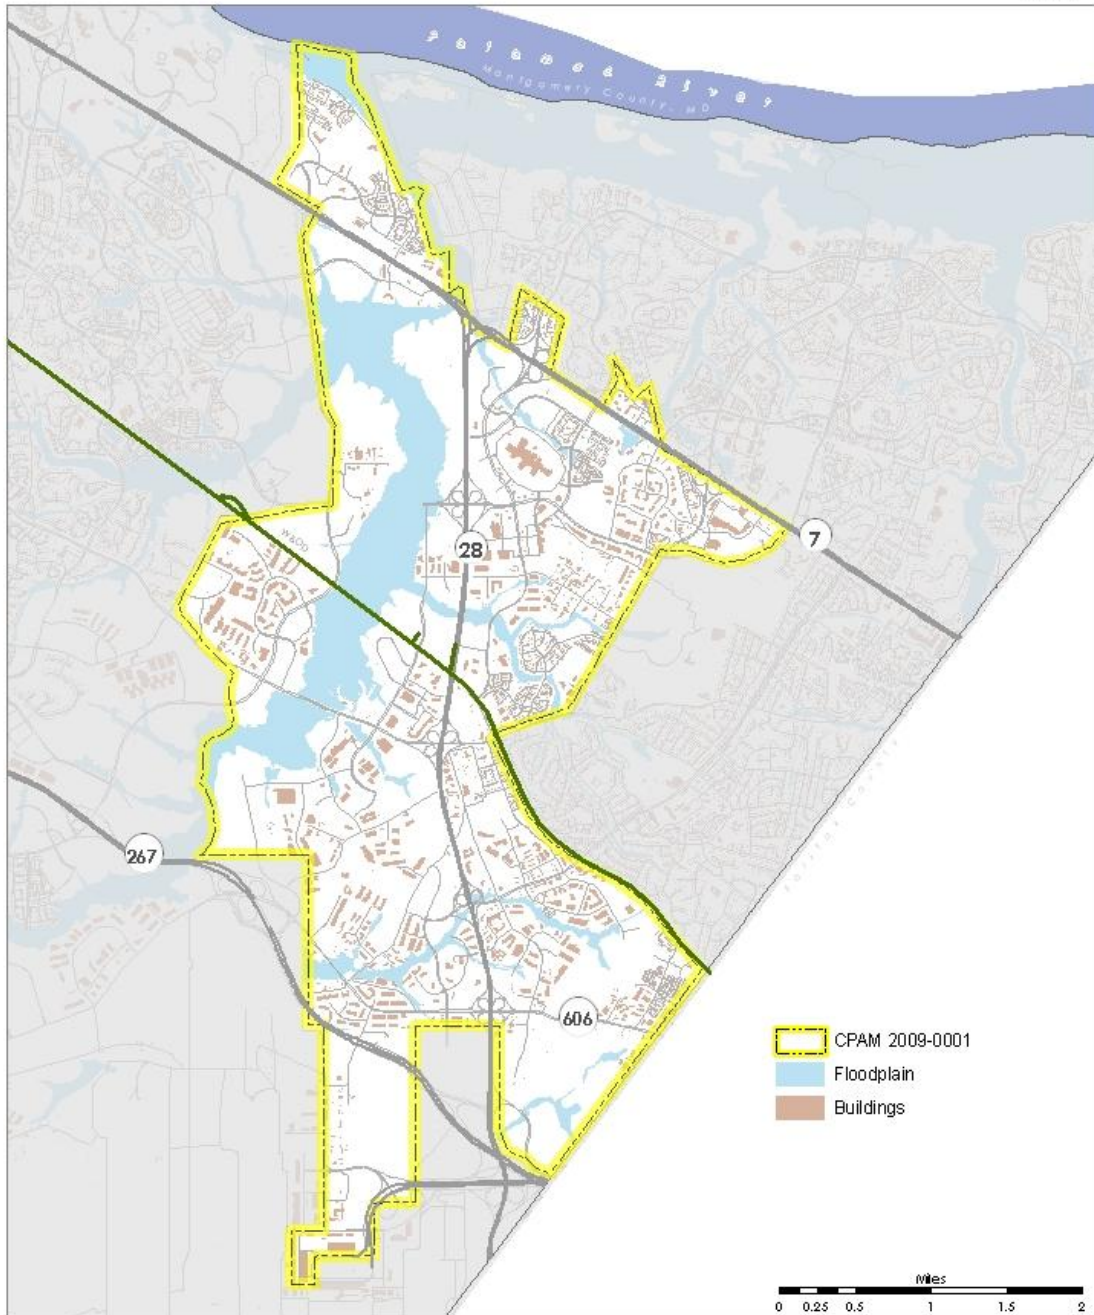 Potomac River
Montgomery County, MD
7
28
W&OD
267
606
CPAM 2009-0001
Floodplain
Buildings
Miles
0 0.25 0.5 1 1.5 2